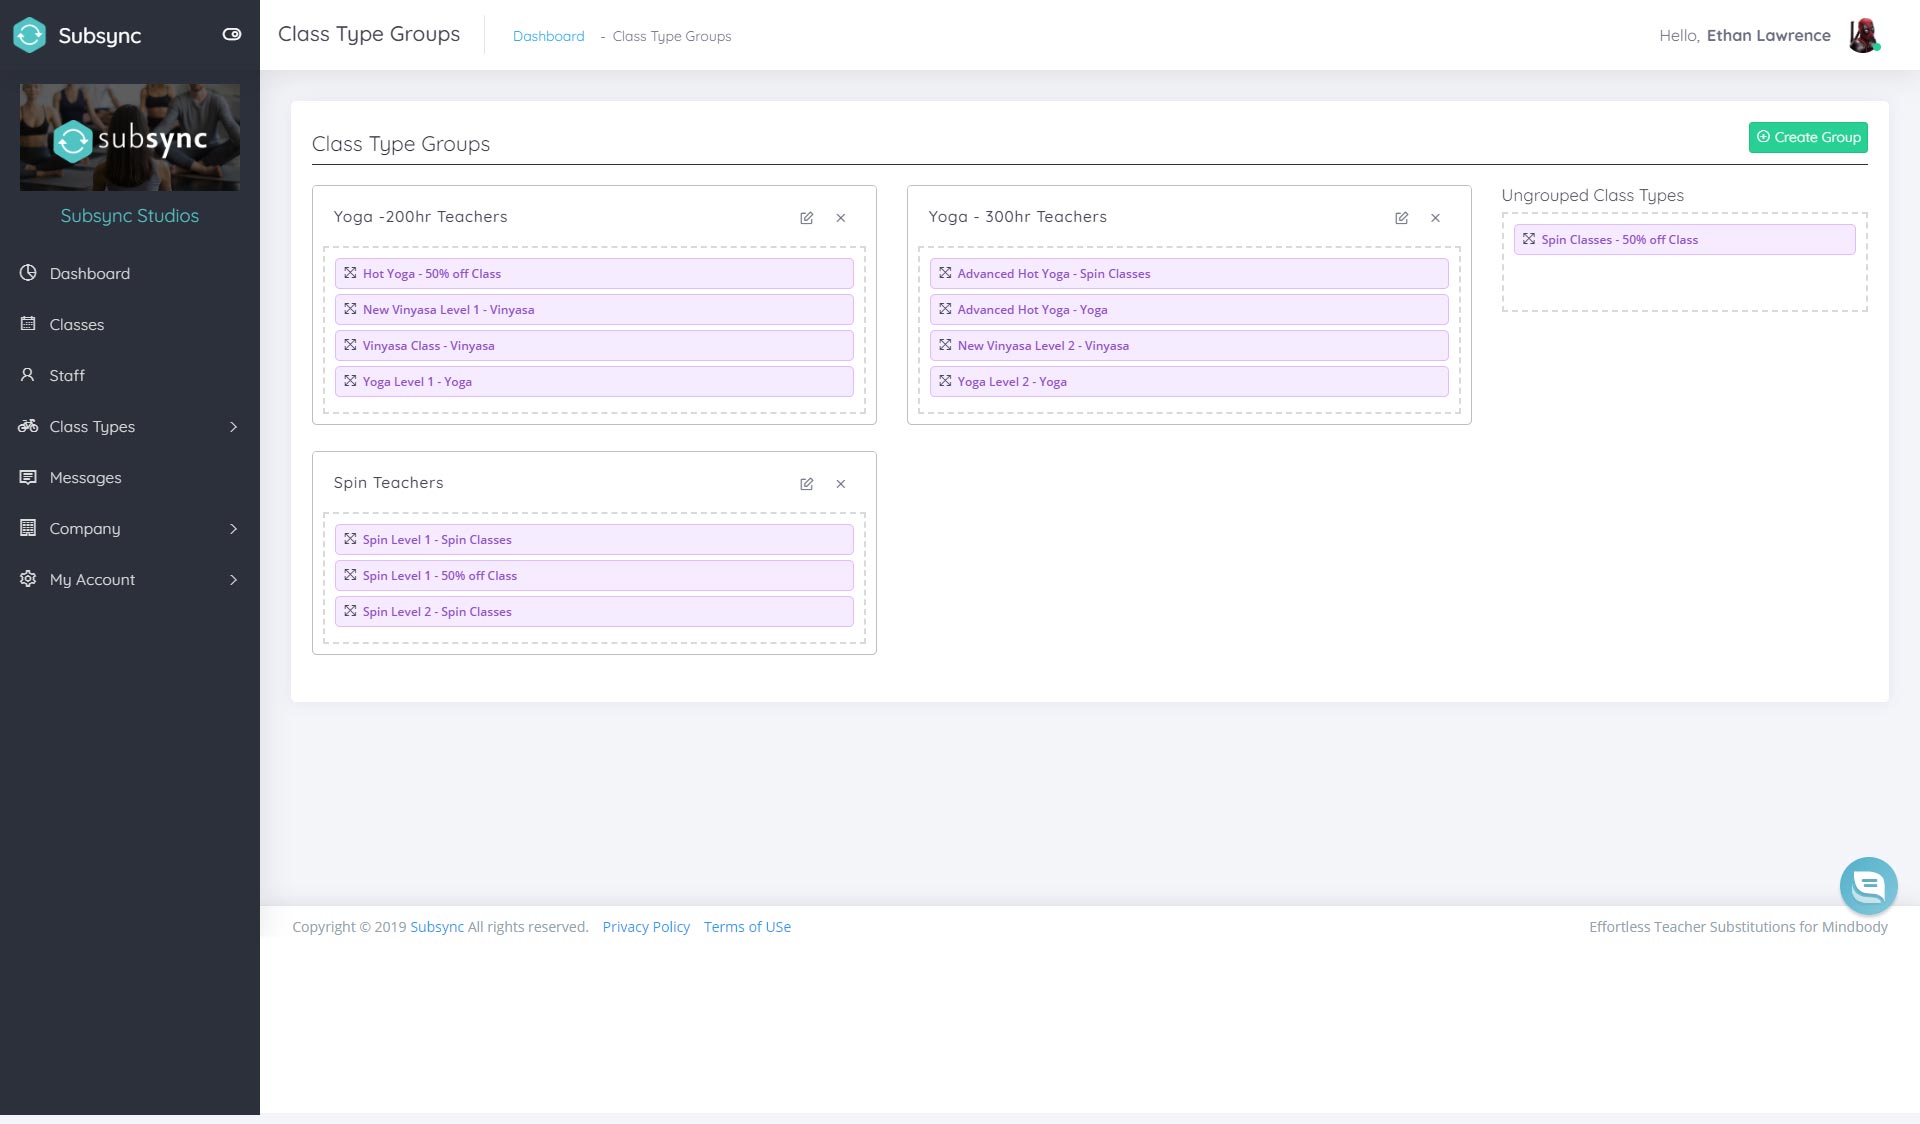 Subsync
Class Type Groups
Dashboard - Class Type Groups
Hello, Ethan Lawrence
subsync
Subsync Studios
Dashboard
Classes
Staff
Class Types
Messages
Company
My Account
Class Type Groups
Create Group
Yoga -200hr Teachers
Hot Yoga - 50% off Class
New Vinyasa Level 1 - Vinyasa
Vinyasa Class - Vinyasa
Yoga Level 1 - Yoga
Yoga - 300hr Teachers
Advanced Hot Yoga - Spin Classes
Advanced Hot Yoga - Yoga
New Vinyasa Level 2 - Vinyasa
Yoga Level 2 - Yoga
Ungrouped Class Types
Spin Classes - 50% off Class
Spin Teachers
Spin Level 1 - Spin Classes
Spin Level 1 - 50% off Class
Spin Level 2 - Spin Classes
Copyright © 2019 Subsync All rights reserved. Privacy Policy Terms of USe
Effortless Teacher Substitutions for Mindbody